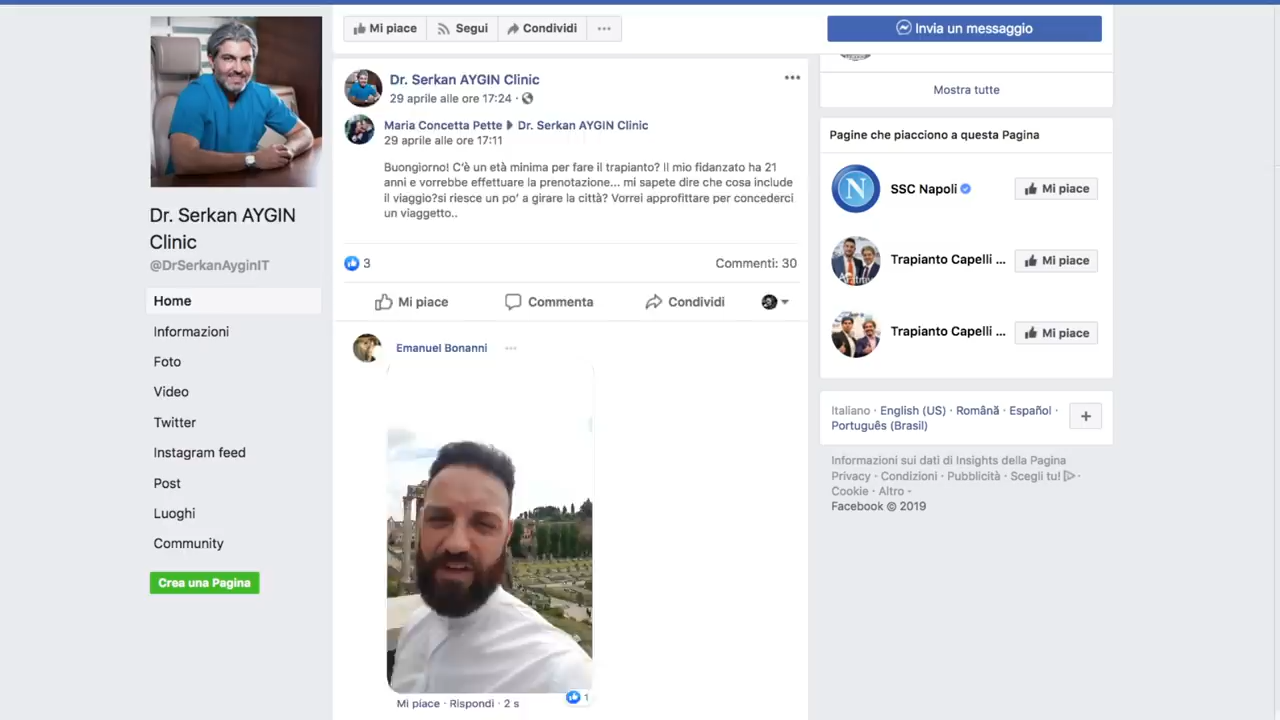 Mi piace
Segui
Condividi
Invia un messaggio
Dr. Serkan AYGIN
Clinic
@DrSerkanAyginIT
Home
Informazioni
Foto
Video
Twitter
Instagram feed
Post
Luoghi
Community
Crea una Pagina
Dr. Serkan AYGIN Clinic
29 aprile alle ore 17:24 ·
Maria Concetta Pette ▸ Dr. Serkan AYGIN Clinic
29 aprile alle ore 17:11
Buongiorno! C'è un età minima per fare il trapianto? Il mio fidanzato ha 21
anni e vorrebbe effettuare la prenotazione... mi sapete dire che cosa include
il viaggio?si riesce un po' a girare la città? Vorrei approfittare per concederci
un viaggetto..
3
Commenti: 30
Mi piace
Commenta
Condividi
Emanuel Bonanni
Mi piace · Rispondi · 2 s
1
Mostra tutte
Pagine che piacciono a questa Pagina
N
SSC Napoli
Mi piace
Trapianto Capelli ...
Mi piace
Trapianto Capelli ...
Mi piace
Italiano · English (US) · Română · Español ·
Português (Brasil)
Informazioni sui dati di Insights della Pagina
Privacy · Condizioni · Pubblicità · Scegli tu! ·
Cookie · Altro
Facebook © 2019